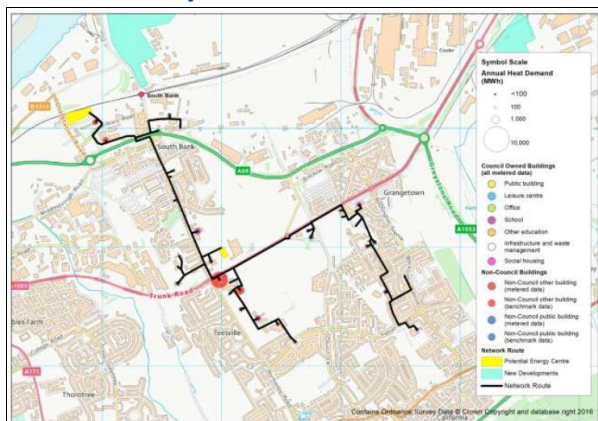 South Bank
South Bank
A66
Grangetown
Greystone Road
A1053
A1085
Trunk-Road
Teesville
A171
Thorntree
California
Symbol Scale
Annual Heat Demand
(MWh)
<100
100
1,000
10,000
Council Owned Buildings
(all metered data)
Public building
Leisure centre
Office
School
Other education
Infrastructure and waste
management
Social housing
Non-Council Buildings
Non-Council other building
(metered data)
Non-Council other building
(benchmark data)
Non-Council public building
(metered data)
Non-Council public building
(benchmark data)
Network Route
Potential Energy Centre
New Developments
Network Route
Contains Ordnance Survey Data © Crown Copyright and database right 2016